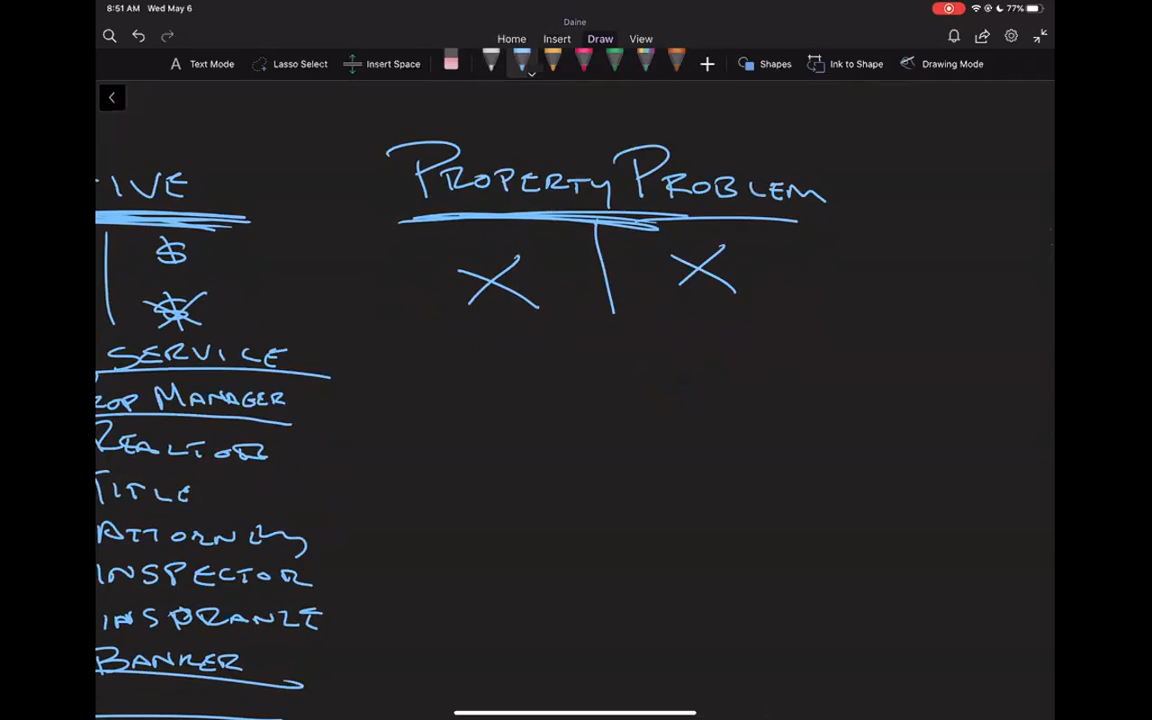 8:51 AM Wed May 6
77%
Daine
Home Insert Draw View
Text Mode Lasso Select Insert Space Shapes Ink to Shape Drawing Mode
PROPERTY PROBLEM
IVE
$
X X
SERVICE
ROP MANAGER
REALTOR
TITLE
ATTORNEY
INSPECTOR
INSURANCE
BANKER